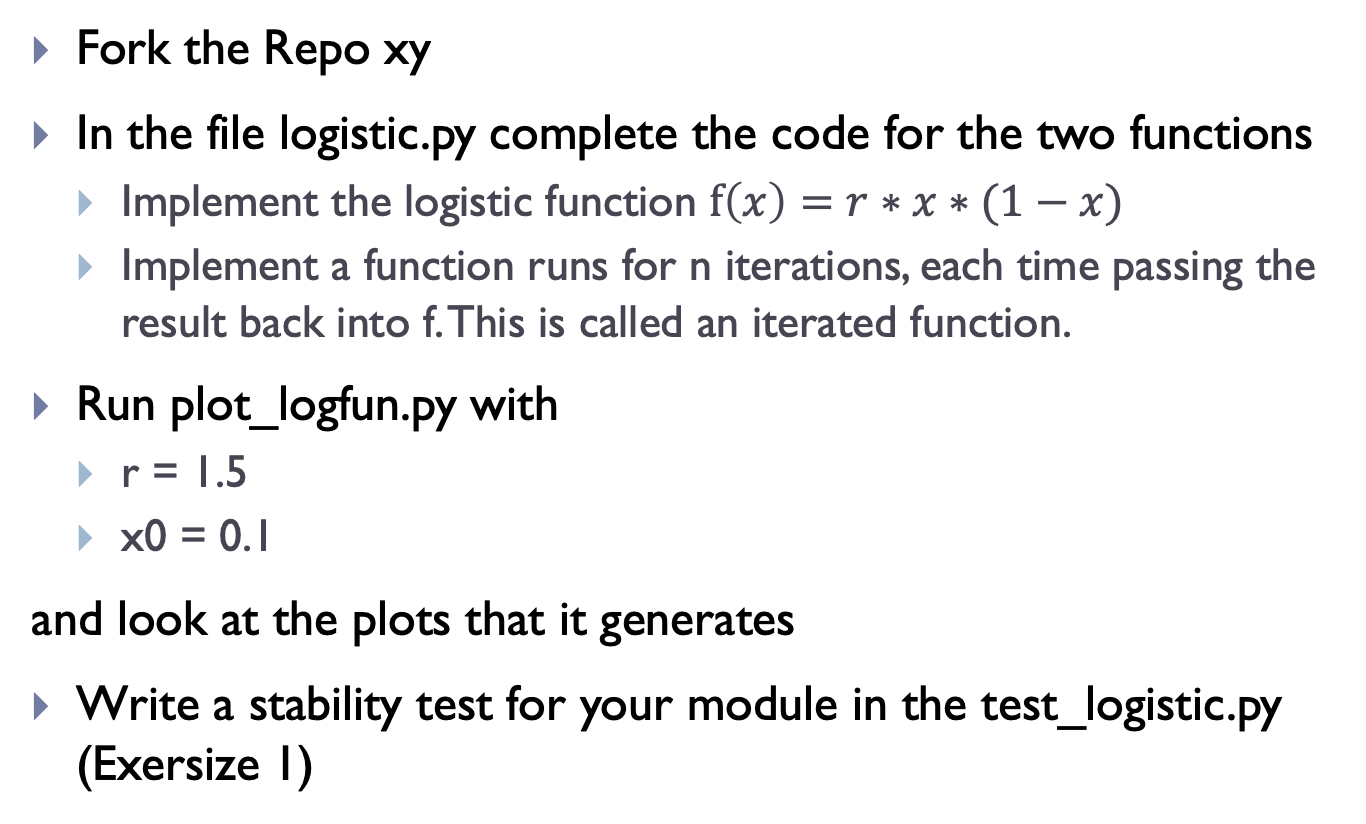 Fork the Repo xy
In the file logistic.py complete the code for the two functions
Implement the logistic function f(x) = r ∗ x ∗ (1 − x)
Implement a function runs for n iterations, each time passing the
result back into f. This is called an iterated function.
Run plot_logfun.py with
r = 1.5
x0 = 0.1
and look at the plots that it generates
Write a stability test for your module in the test_logistic.py
(Exersize 1)